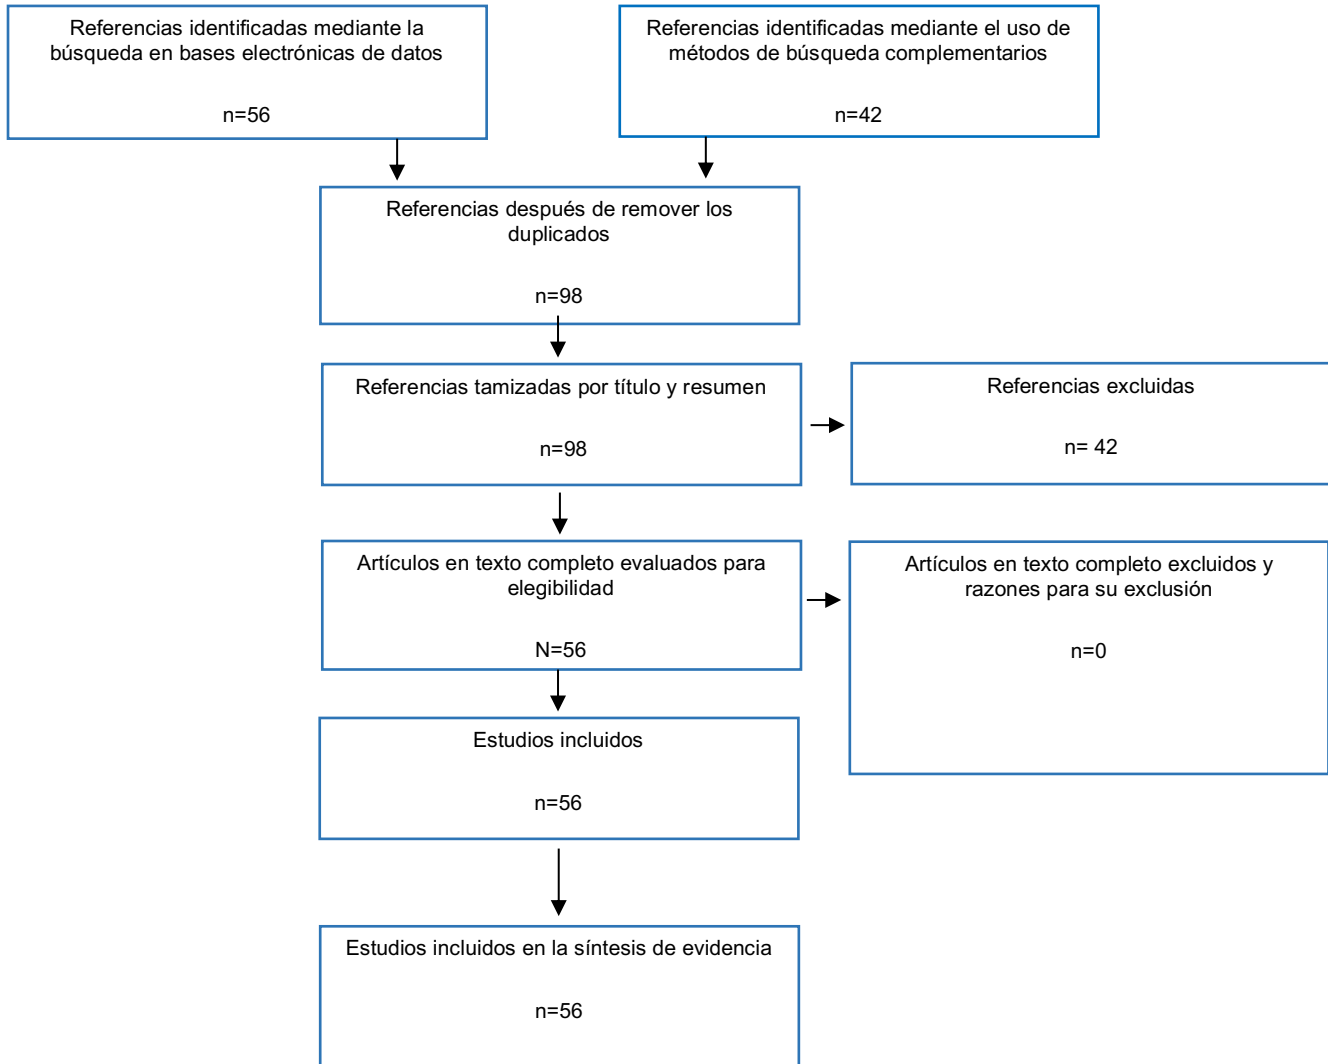 Referencias identificadas mediante la
búsqueda en bases electrónicas de datos
n=56
Referencias identificadas mediante el uso de
métodos de búsqueda complementarios
n=42
Referencias después de remover los
duplicados
n=98
Referencias tamizadas por título y resumen
n=98
Referencias excluidas
n= 42
Artículos en texto completo evaluados para
elegibilidad
N=56
Artículos en texto completo excluidos y
razones para su exclusión
n=0
Estudios incluidos
n=56
Estudios incluidos en la síntesis de evidencia
n=56